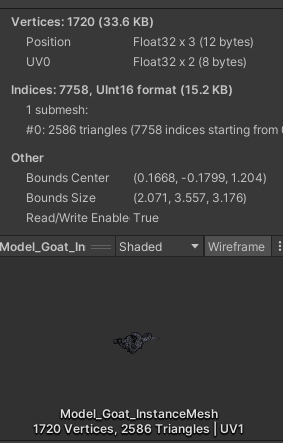 Vertices: 1720 (33.6 KB)
Position Float32 x 3 (12 bytes)
UV0 Float32 x 2 (8 bytes)
Indices: 7758, UInt16 format (15.2 KB)
1 submesh:
#0: 2586 triangles (7758 indices starting from
Other
Bounds Center (0.1668, -0.1799, 1.204)
Bounds Size (2.071, 3.557, 3.176)
Read/Write Enable True
Model_Goat_In Shaded Wireframe
Model_Goat_InstanceMesh
1720 Vertices, 2586 Triangles | UV1